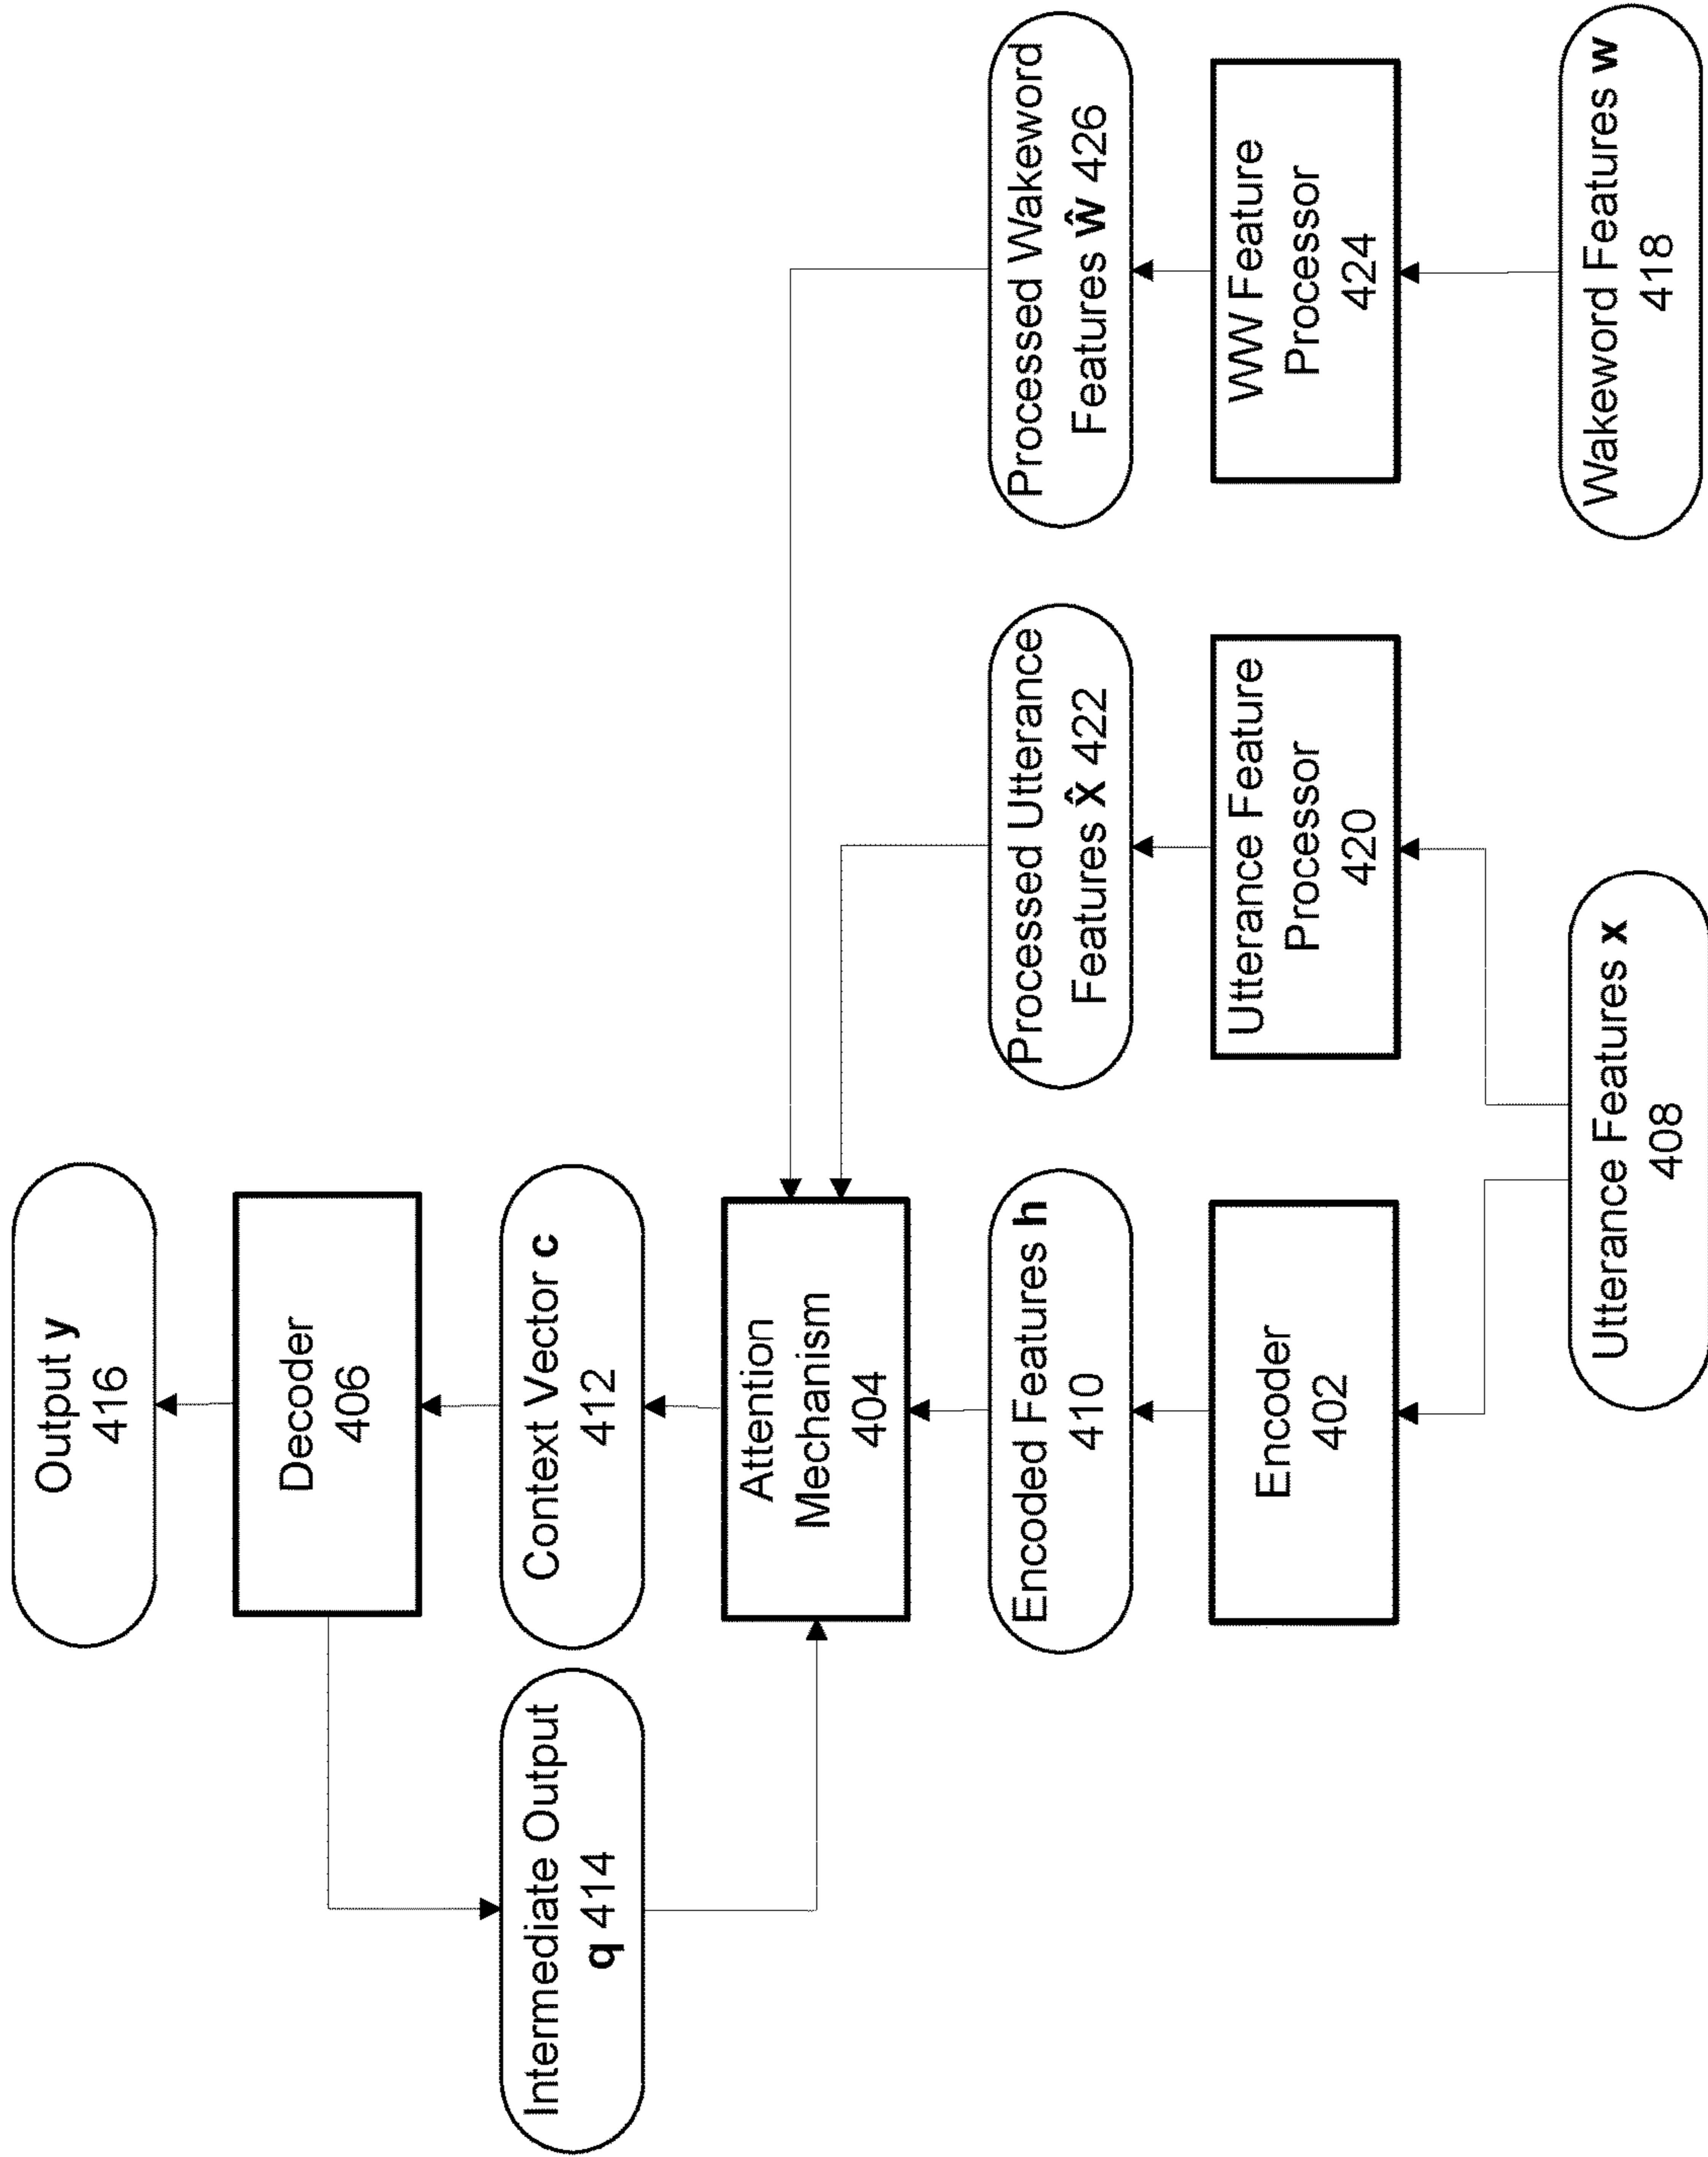 Output y
416
Decoder
406
Intermediate Output
q 414
Context Vector c
412
Attention
Mechanism
404
Encoded Features h
410
Processed Utterance
Features x̂ 422
Processed Wakeword
Features ŵ 426
Encoder
402
Utterance Feature
Processor
420
WW Feature
Processor
424
Utterance Features x
408
Wakeword Features w
418